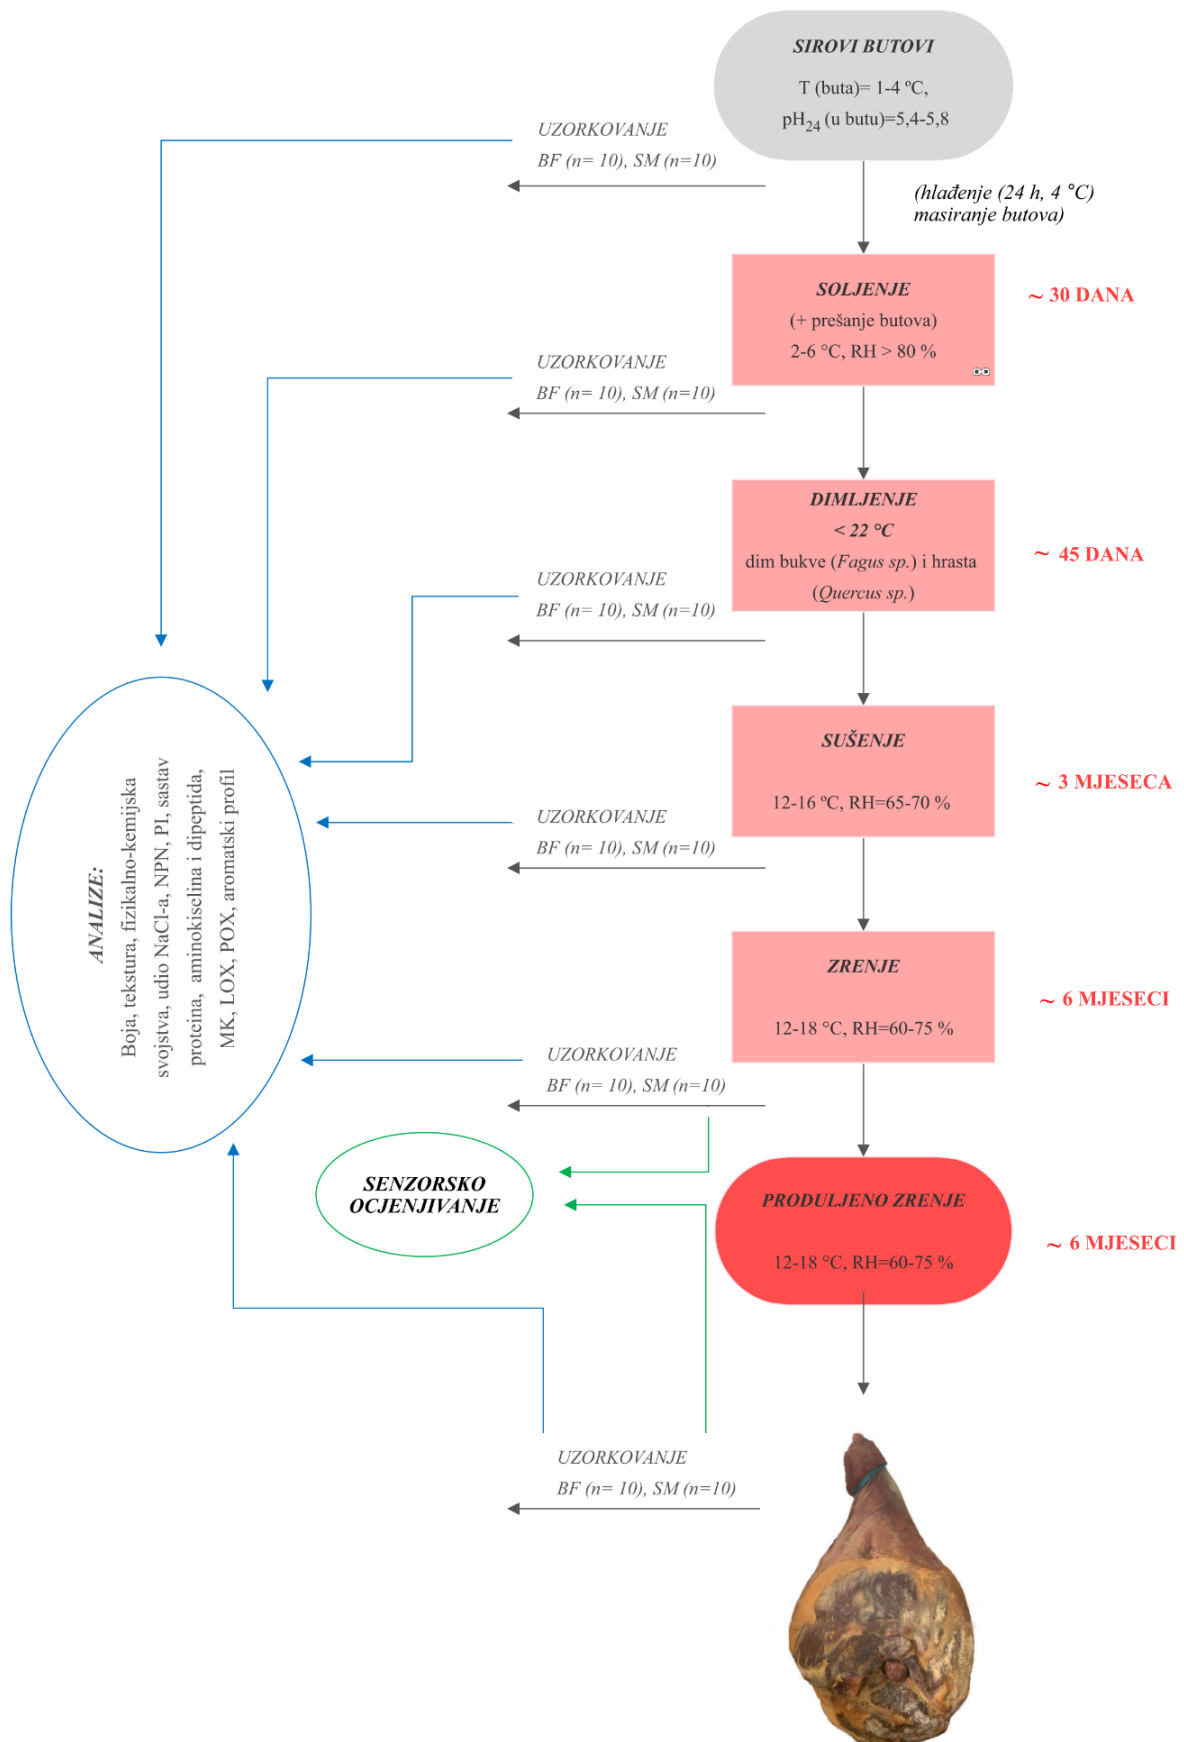 SIROVI BUTOVI
T (buta)= 1-4 ºC,
pH24 (u butu)=5,4-5,8
UZORKOVANJE
BF (n= 10), SM (n=10)
(hlađenje (24 h, 4 °C)
masiranje butova)
SOLJENJE
(+ prešanje butova)
2-6 °C, RH > 80 %
~ 30 DANA
UZORKOVANJE
BF (n= 10), SM (n=10)
DIMLJENJE
< 22 °C
dim bukve (Fagus sp.) i hrasta
(Quercus sp.)
~ 45 DANA
UZORKOVANJE
BF (n= 10), SM (n=10)
SUŠENJE
12-16 ºC, RH=65-70 %
~ 3 MJESECA
UZORKOVANJE
BF (n= 10), SM (n=10)
ANALIZE:
Boja, tekstura, fizikalno-kemijska
svojstva, udio NaCl-a, NPN, PI, sastav
proteina, aminokiselina i dipeptida,
MK, LOX, POX, aromatski profil
ZRENJE
12-18 °C, RH=60-75 %
~ 6 MJESECI
UZORKOVANJE
BF (n= 10), SM (n=10)
SENZORSKO
OCJENJIVANJE
PRODULJENO ZRENJE
12-18 °C, RH=60-75 %
~ 6 MJESECI
UZORKOVANJE
BF (n= 10), SM (n=10)